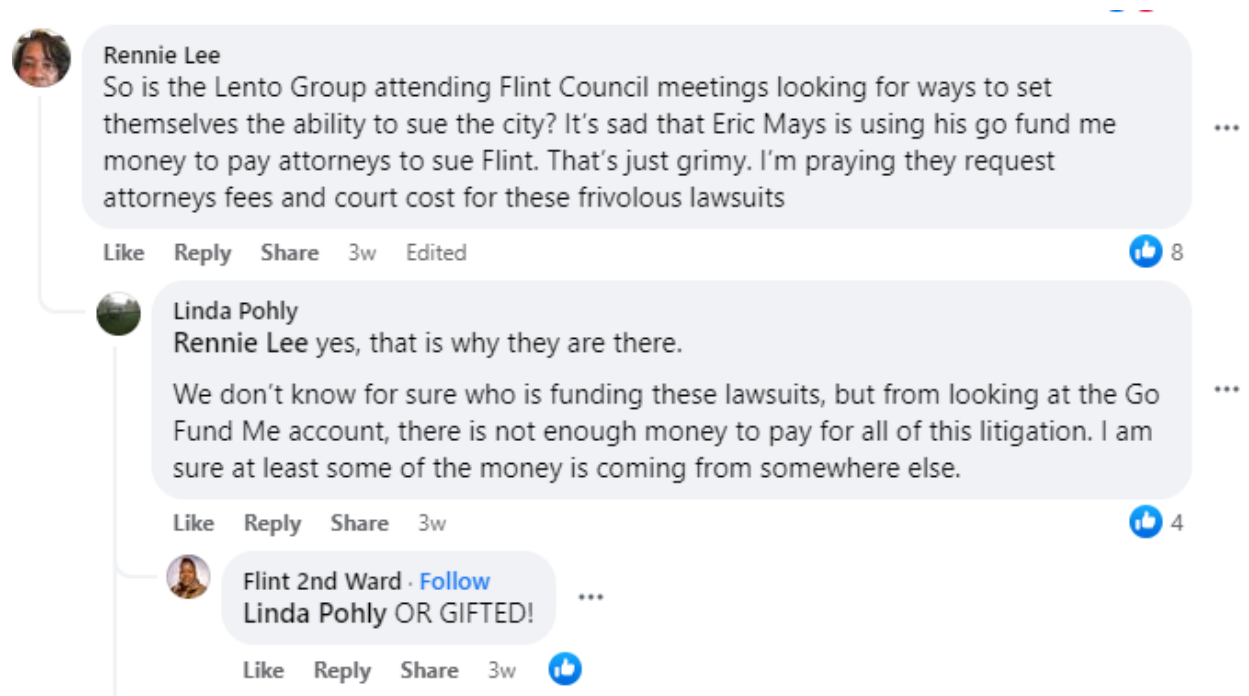 Rennie Lee
So is the Lento Group attending Flint Council meetings looking for ways to set
themselves the ability to sue the city? It's sad that Eric Mays is using his go fund me
money to pay attorneys to sue Flint. That's just grimy. I'm praying they request
attorneys fees and court cost for these frivolous lawsuits
Like Reply Share 3w Edited 8
Linda Pohly
Rennie Lee yes, that is why they are there.
We don't know for sure who is funding these lawsuits, but from looking at the Go
Fund Me account, there is not enough money to pay for all of this litigation. I am
sure at least some of the money is coming from somewhere else.
Like Reply Share 3w 4
Flint 2nd Ward · Follow
Linda Pohly OR GIFTED!
Like Reply Share 3w